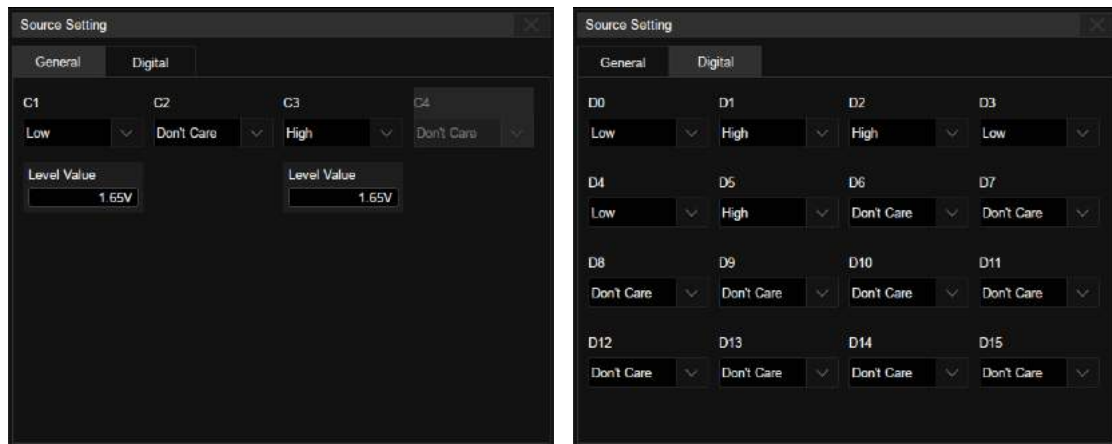 Source Setting
General Digital
C1 C2 C3 C4
Low Don't Care High Don't Care
Level Value Level Value
1.65V 1.65V
Source Setting
General Digital
D0 D1 D2 D3
Low High High Low
D4 D5 D6 D7
Low High Don't Care Don't Care
D8 D9 D10 D11
Don't Care Don't Care Don't Care Don't Care
D12 D13 D14 D15
Don't Care Don't Care Don't Care Don't Care